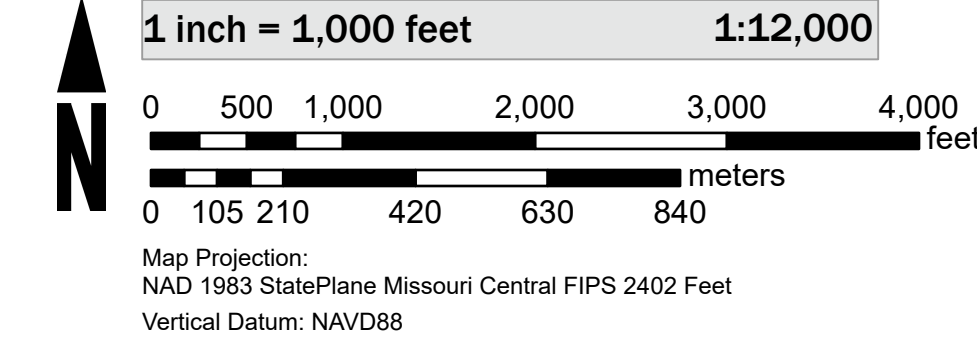 1 inch = 1,000 feet 1:12,000
0 500 1,000 2,000 3,000 4,000
feet
meters
0 105 210 420 630 840
N
Map Projection:
NAD 1983 StatePlane Missouri Central FIPS 2402 Feet
Vertical Datum: NAVD88